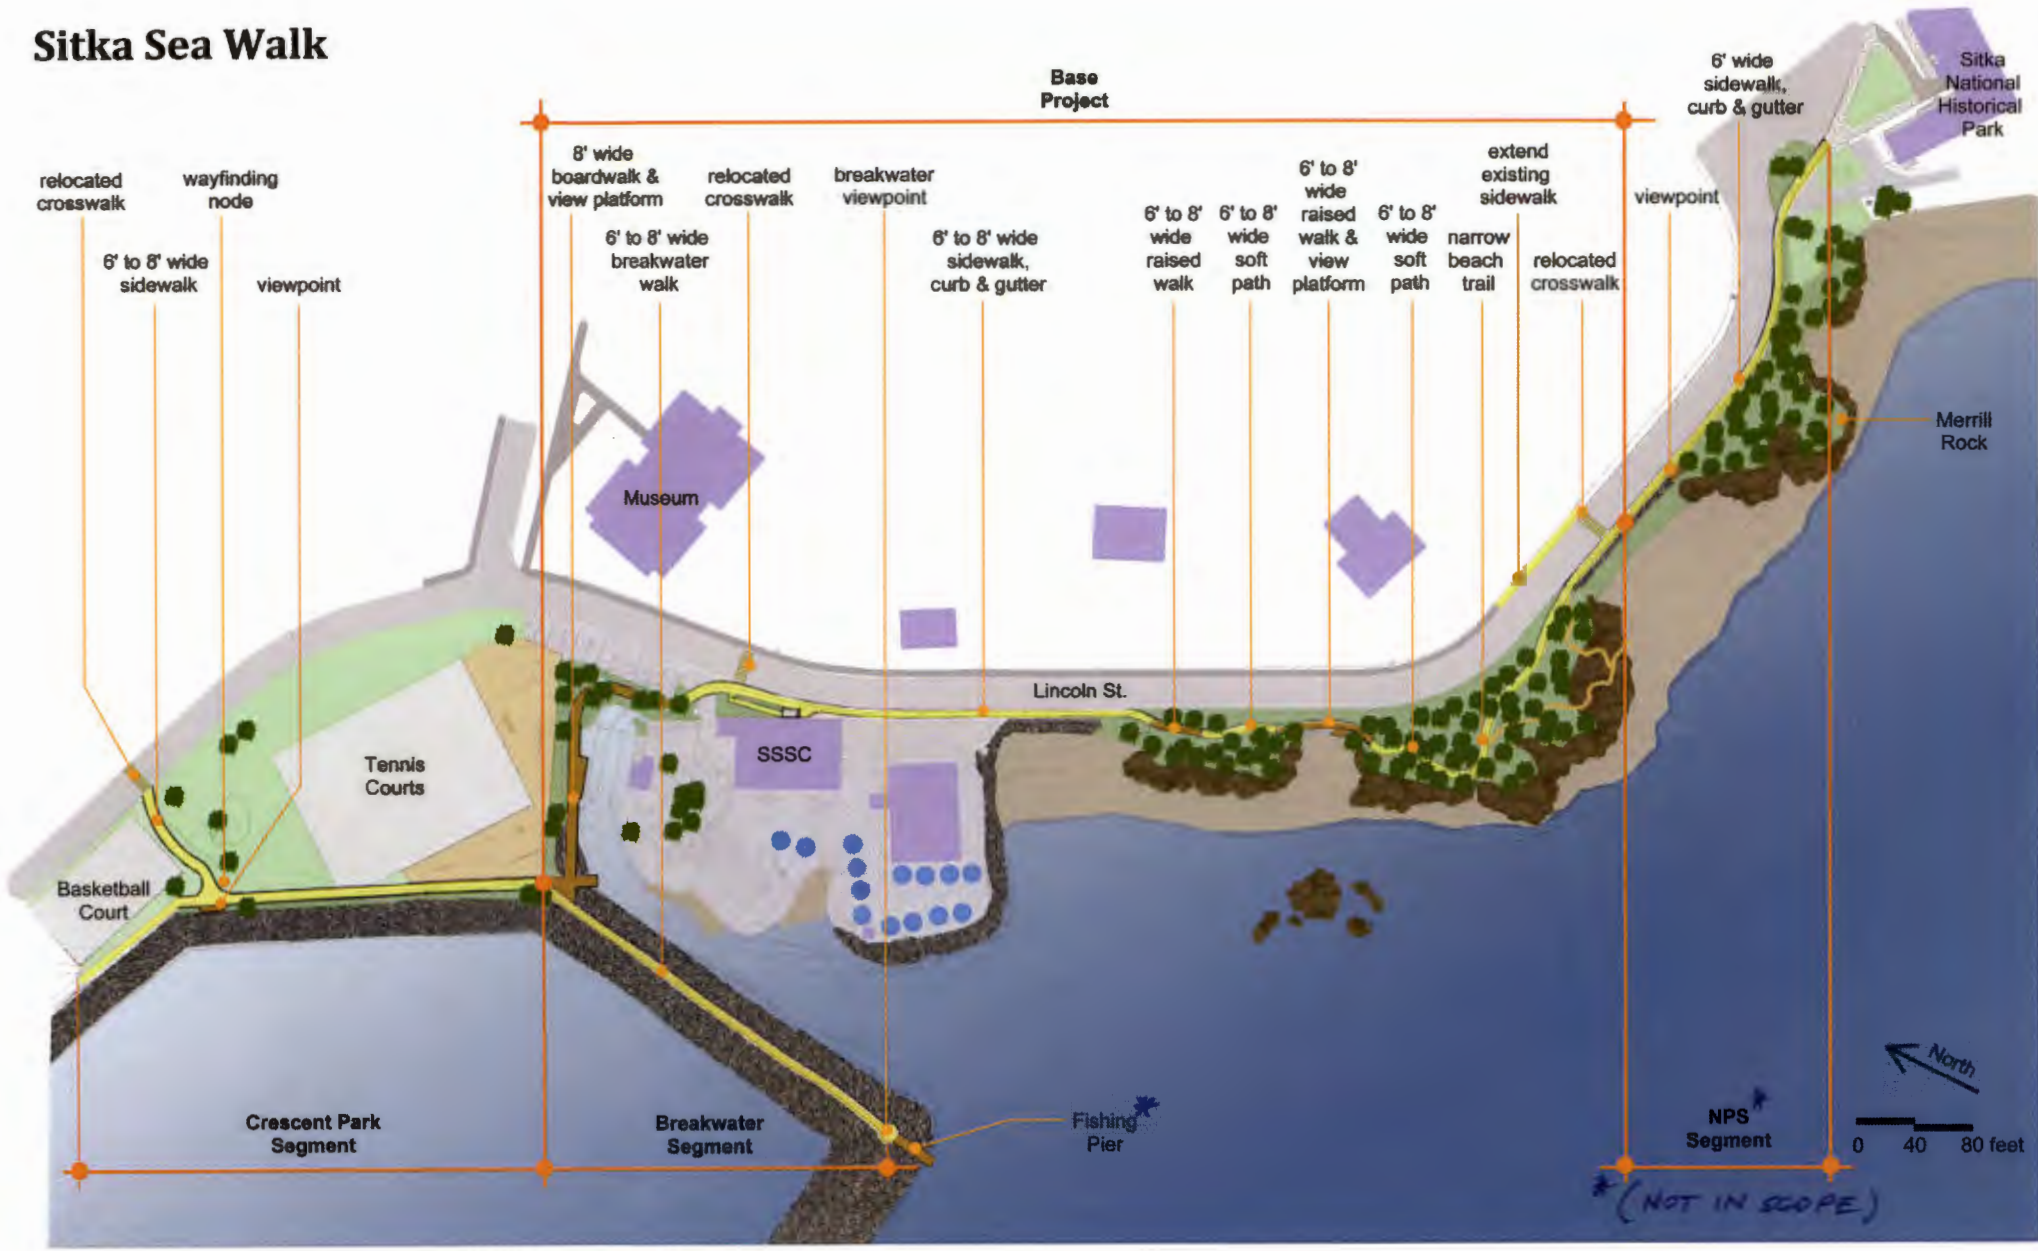 Sitka Sea Walk
Base
Project
6' wide
sidewalk,
curb & gutter
Sitka
National
Historical
Park
relocated
crosswalk
wayfinding
node
8' wide
boardwalk &
view platform
relocated
crosswalk
breakwater
viewpoint
6' to 8'
wide
raised
walk &
view
platform
extend
existing
sidewalk
viewpoint
6' to 8' wide
sidewalk
viewpoint
6' to 8' wide
breakwater
walk
6' to 8' wide
sidewalk,
curb & gutter
6' to 8'
wide
raised
walk
6' to 8'
wide
soft
path
6' to 8'
wide
soft
path
narrow
beach
trail
relocated
crosswalk
Merrill
Rock
Museum
Lincoln St.
Tennis
Courts
SSSC
Basketball
Court
North
Crescent Park
Segment
Breakwater
Segment
Fishing*
Pier
NPS*
Segment
0 40 80 feet
*(NOT IN SCOPE)